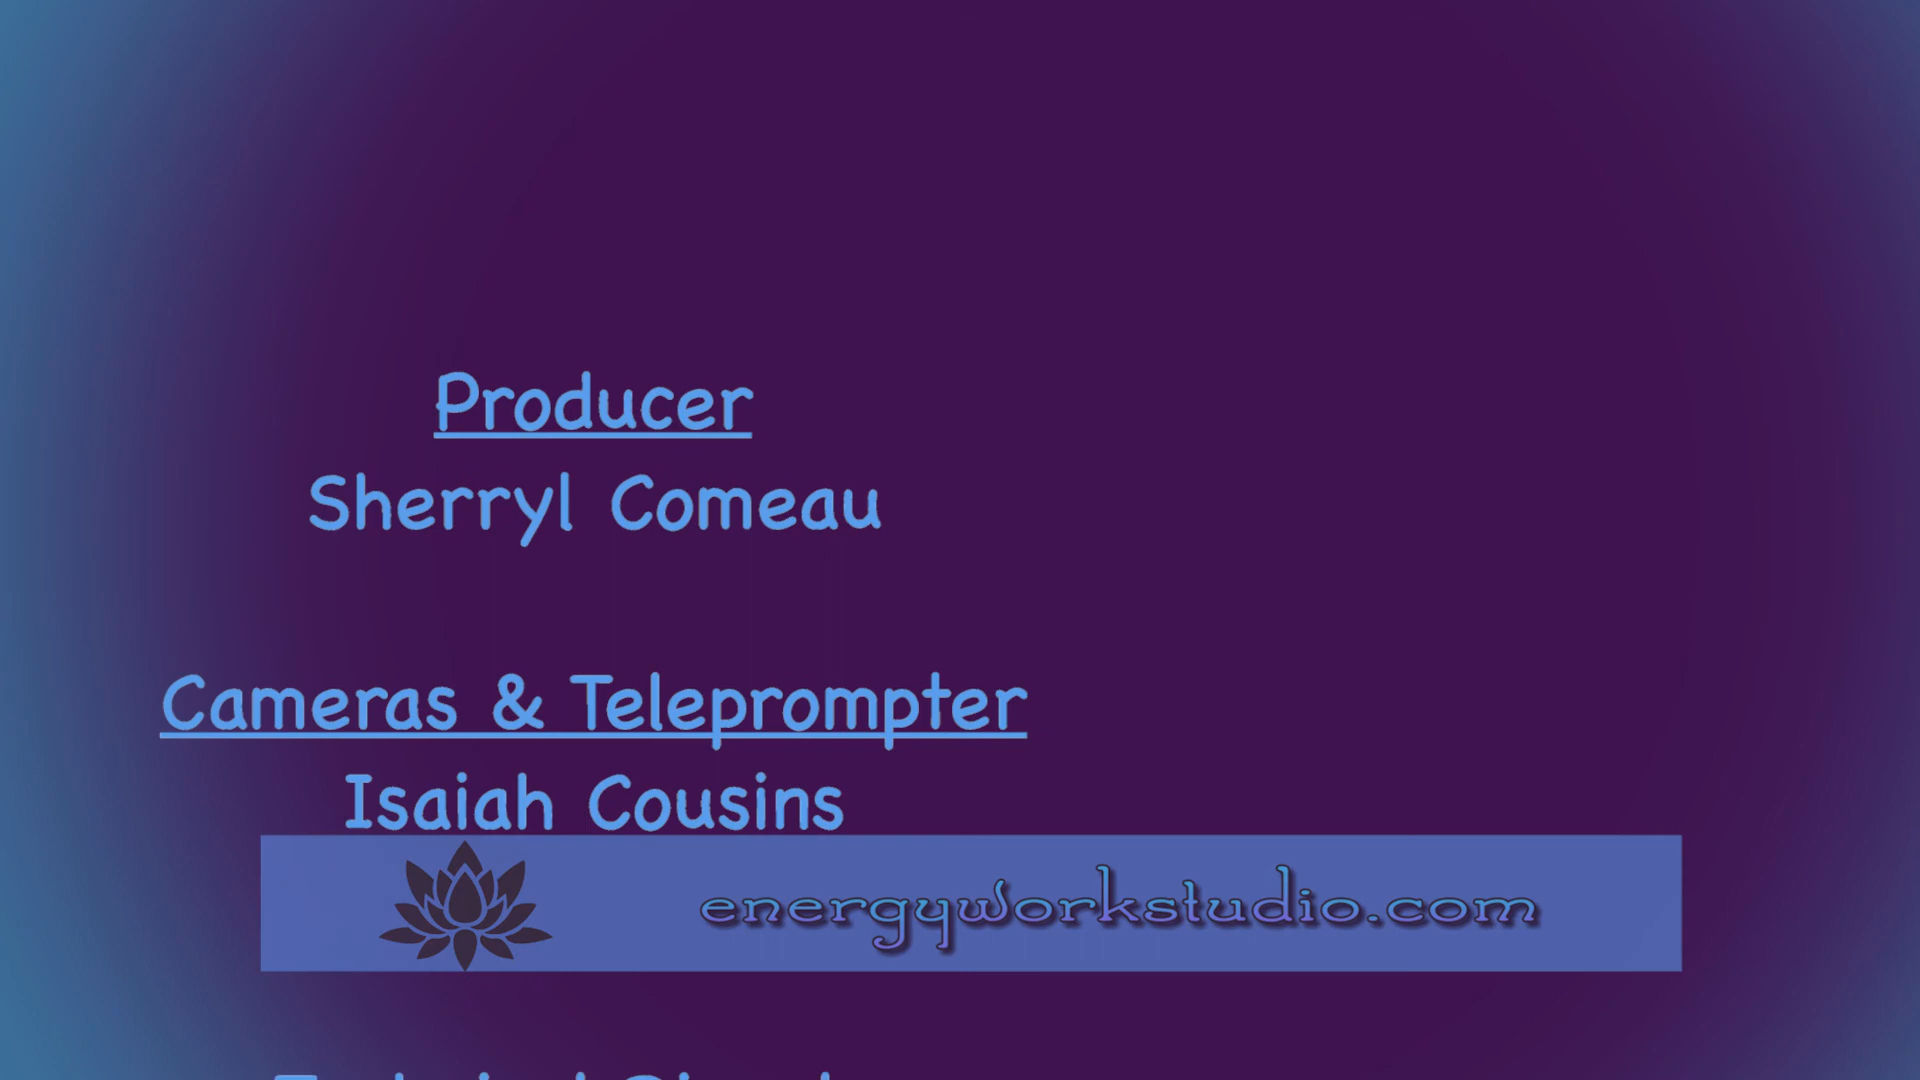 Producer
Sherryl Comeau
Cameras & Teleprompter
Isaiah Cousins
energyworkstudio.com